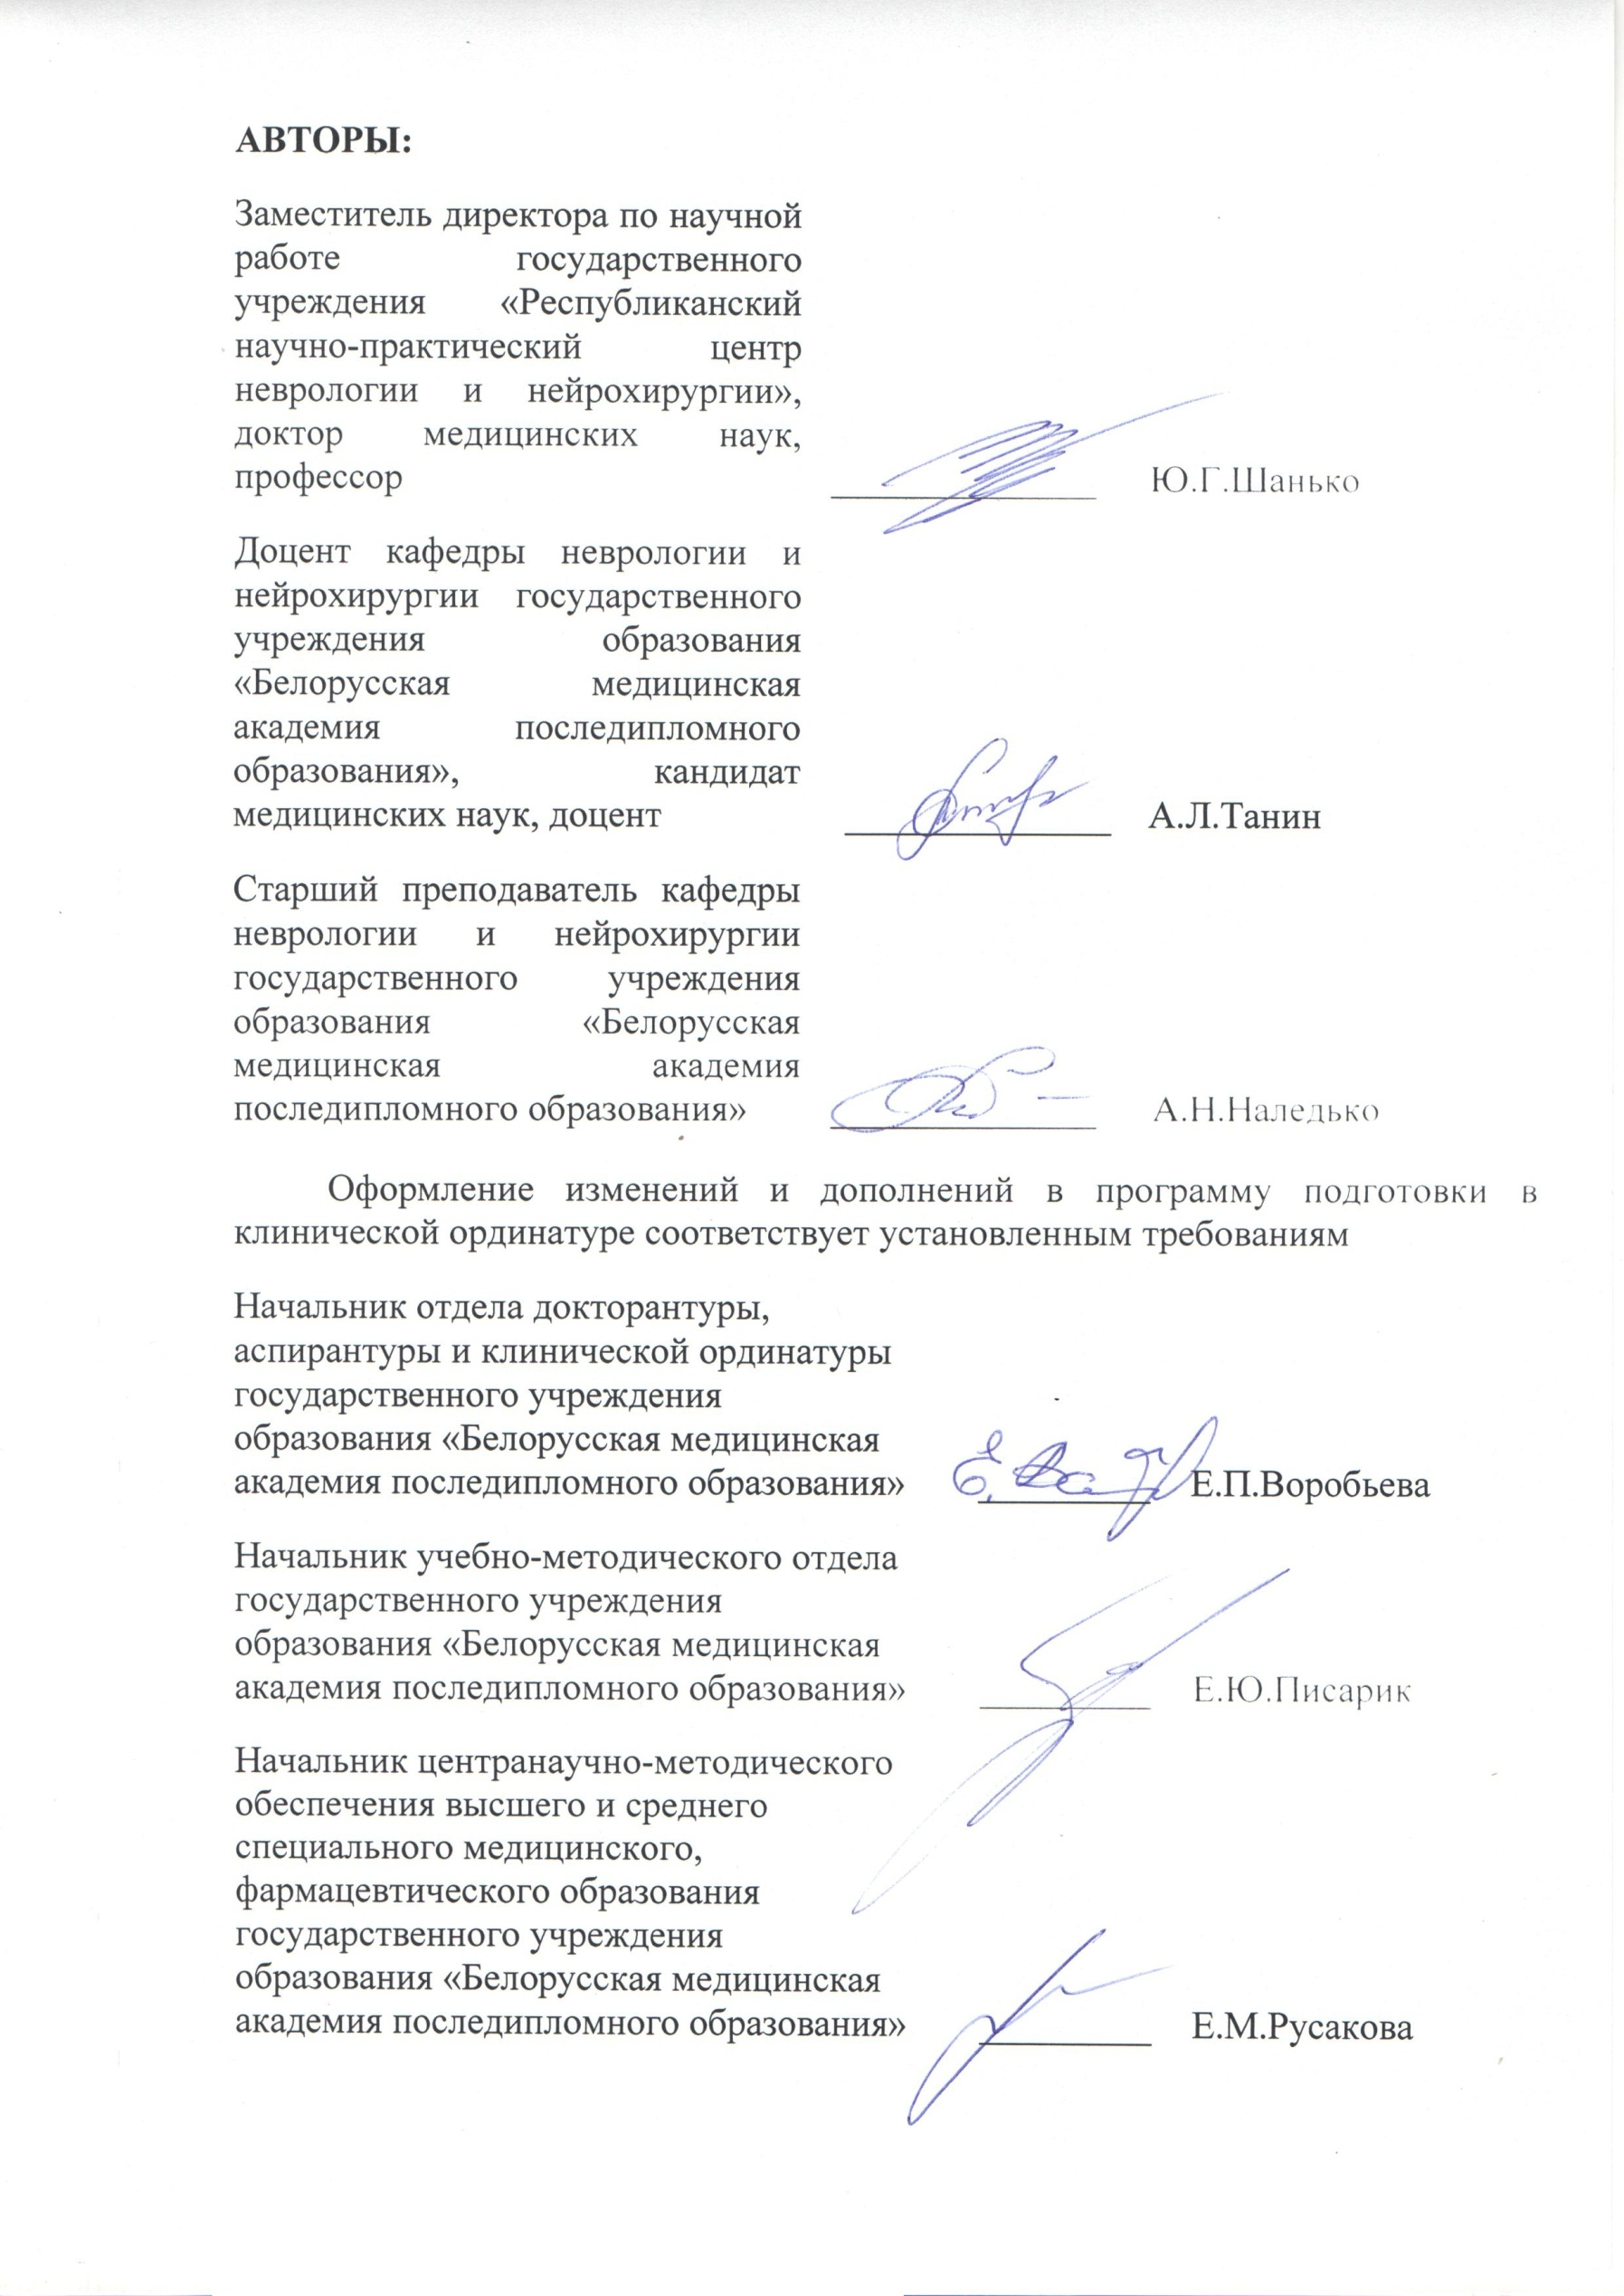 АВТОРЫ:
Заместитель директора по научной
работе государственного
учреждения «Республиканский
научно-практический центр
неврологии и нейрохирургии»,
доктор медицинских наук,
профессор Ю.Г.Шанько
Доцент кафедры неврологии и
нейрохирургии государственного
учреждения образования
«Белорусская медицинская
академия последипломного
образования», кандидат
медицинских наук, доцент А.Л.Танин
Старший преподаватель кафедры
неврологии и нейрохирургии
государственного учреждения
образования «Белорусская
медицинская академия
последипломного образования» А.Н.Наледько
Оформление изменений и дополнений в программу подготовки в
клинической ординатуре соответствует установленным требованиям
Начальник отдела докторантуры,
аспирантуры и клинической ординатуры
государственного учреждения
образования «Белорусская медицинская
академия последипломного образования» Е.П.Воробьева
Начальник учебно-методического отдела
государственного учреждения
образования «Белорусская медицинская
академия последипломного образования» Е.Ю.Писарик
Начальник центранаучно-методического
обеспечения высшего и среднего
специального медицинского,
фармацевтического образования
государственного учреждения
образования «Белорусская медицинская
академия последипломного образования» Е.М.Русакова